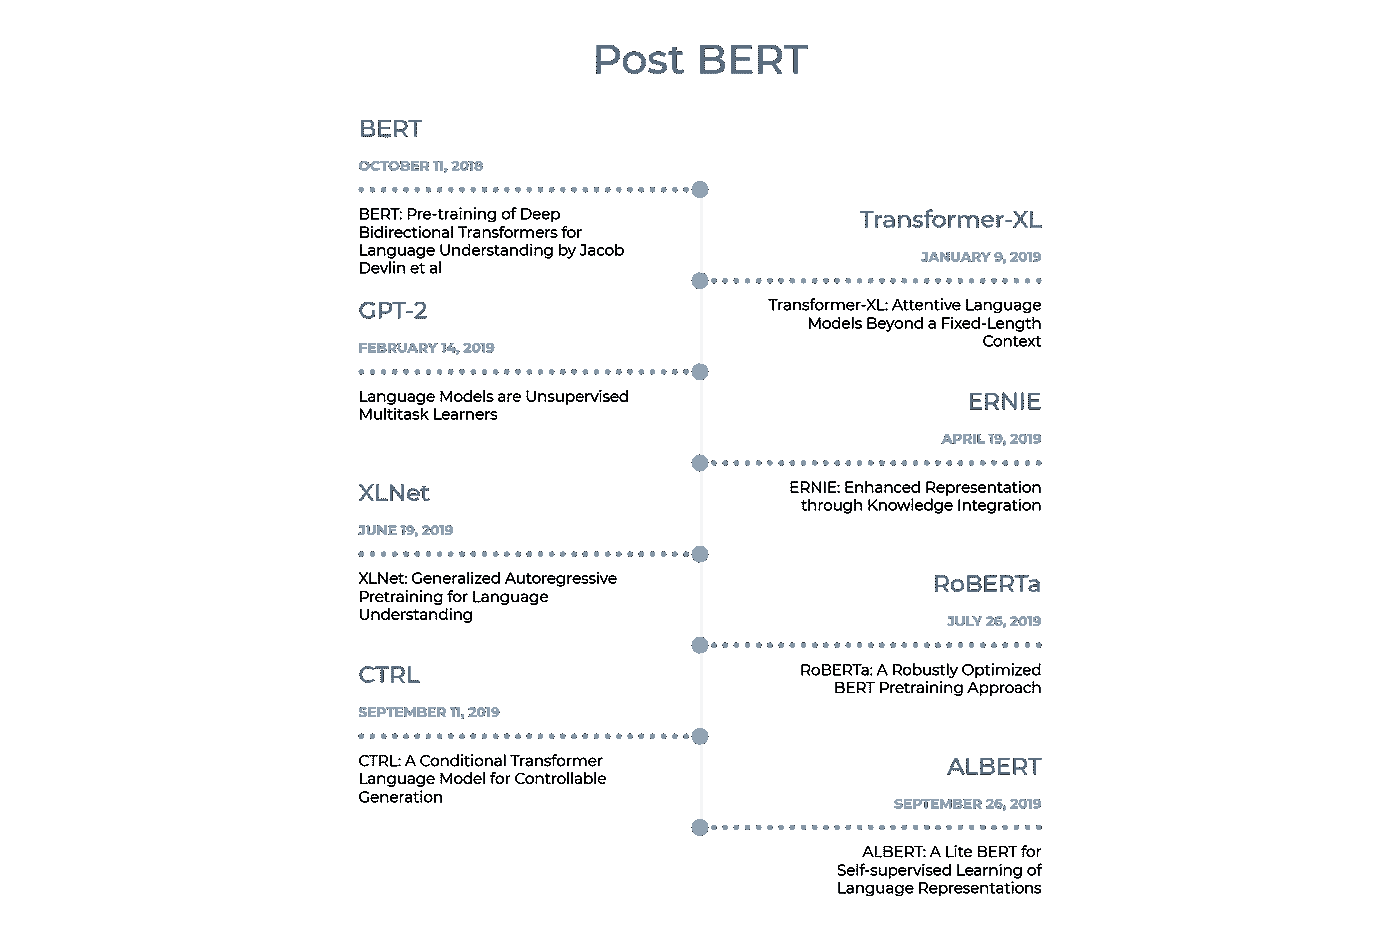 Post BERT
BERT
OCTOBER 11, 2018
BERT: Pre-training of Deep
Bidirectional Transformers for
Language Understanding by Jacob
Devlin et al
Transformer-XL
JANUARY 9, 2019
Transformer-XL: Attentive Language
Models Beyond a Fixed-Length
Context
GPT-2
FEBRUARY 14, 2019
Language Models are Unsupervised
Multitask Learners
ERNIE
APRIL 19, 2019
ERNIE: Enhanced Representation
through Knowledge Integration
XLNet
JUNE 19, 2019
XLNet: Generalized Autoregressive
Pretraining for Language
Understanding
RoBERTa
JULY 26, 2019
RoBERTa: A Robustly Optimized
BERT Pretraining Approach
CTRL
SEPTEMBER 11, 2019
CTRL: A Conditional Transformer
Language Model for Controllable
Generation
ALBERT
SEPTEMBER 26, 2019
ALBERT: A Lite BERT for
Self-supervised Learning of
Language Representations